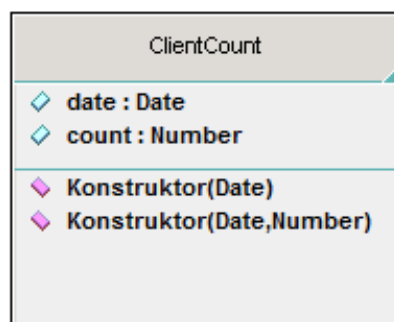 ClientCount
date : Date
count : Number
Konstruktor(Date)
Konstruktor(Date,Number)